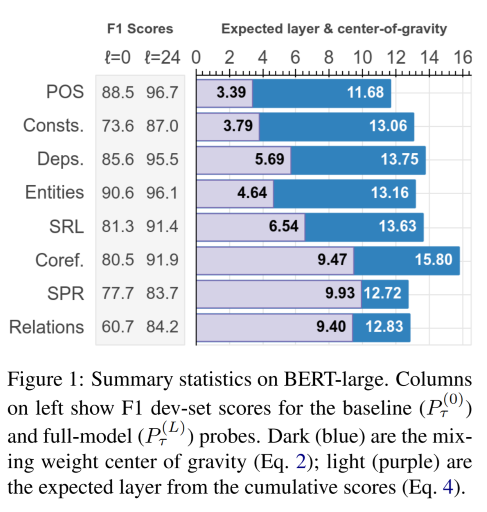 F1 Scores Expected layer & center-of-gravity
ℓ=0 ℓ=24 0 2 4 6 8 10 12 14 16
POS 88.5 96.7 3.39 11.68
Consts. 73.6 87.0 3.79 13.06
Deps. 85.6 95.5 5.69 13.75
Entities 90.6 96.1 4.64 13.16
SRL 81.3 91.4 6.54 13.63
Coref. 80.5 91.9 9.47 15.80
SPR 77.7 83.7 9.93 12.72
Relations 60.7 84.2 9.40 12.83
Figure 1: Summary statistics on BERT-large. Columns
on left show F1 dev-set scores for the baseline (P_τ^(0))
and full-model (P_τ^(L)) probes. Dark (blue) are the mix-
ing weight center of gravity (Eq. 2); light (purple) are
the expected layer from the cumulative scores (Eq. 4).